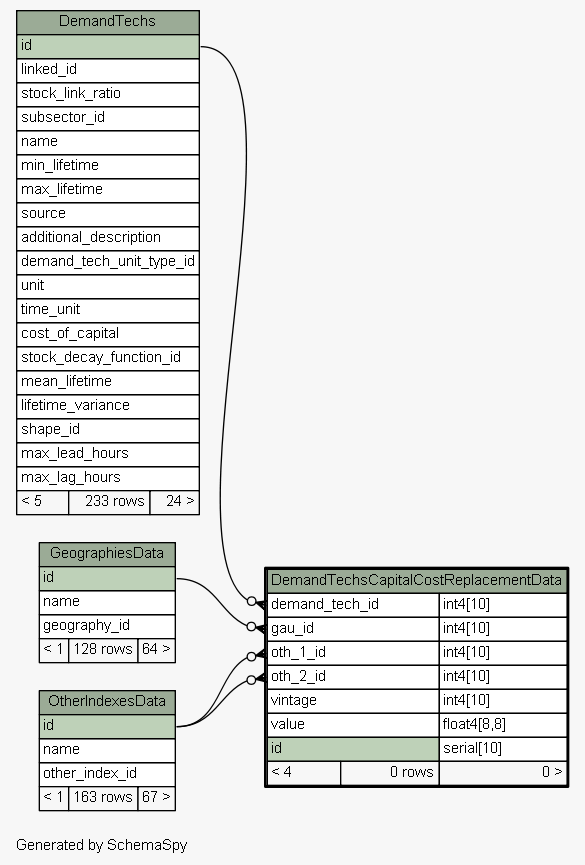 DemandTechs
id
linked_id
stock_link_ratio
subsector_id
name
min_lifetime
max_lifetime
source
additional_description
demand_tech_unit_type_id
unit
time_unit
cost_of_capital
stock_decay_function_id
mean_lifetime
lifetime_variance
shape_id
max_lead_hours
max_lag_hours
< 5 233 rows 24 >
GeographiesData
id
name
geography_id
< 1 128 rows 64 >
OtherIndexesData
id
name
other_index_id
< 1 163 rows 67 >
DemandTechsCapitalCostReplacementData
demand_tech_id int4[10]
gau_id int4[10]
oth_1_id int4[10]
oth_2_id int4[10]
vintage int4[10]
value float4[8,8]
id serial[10]
< 4 0 rows 0 >
Generated by SchemaSpy